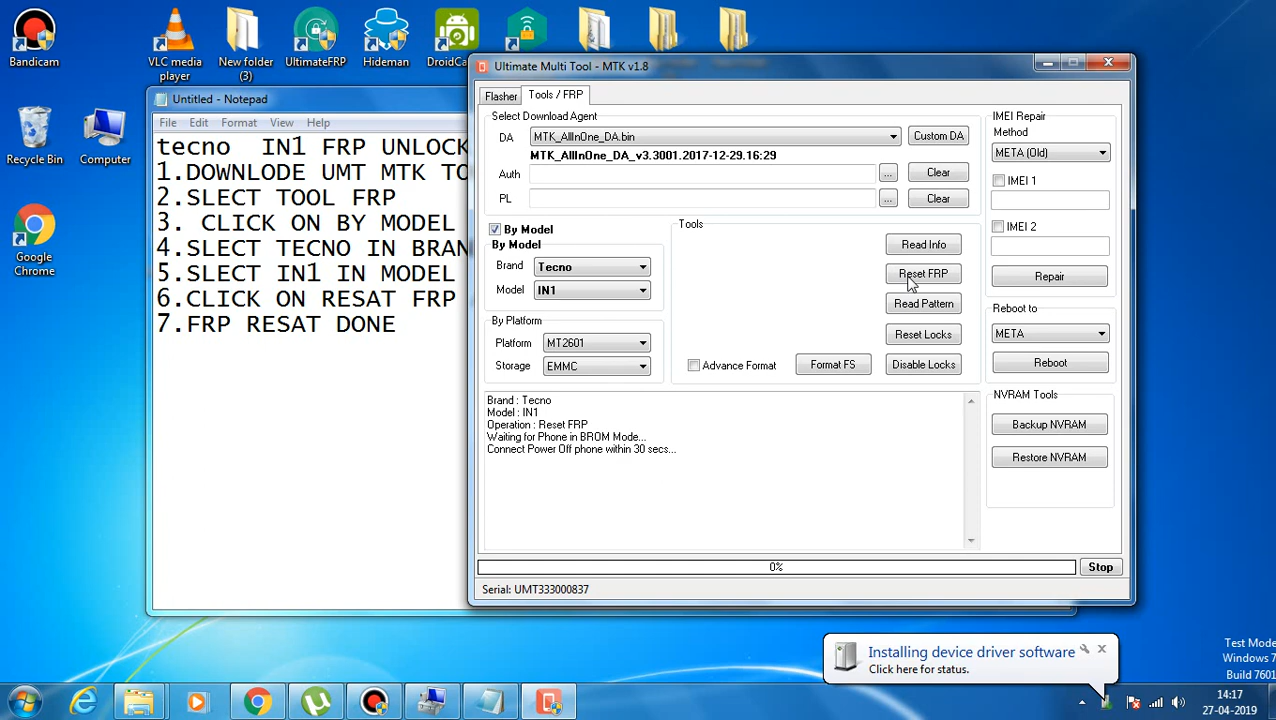 Bandicam
VLC media player
New folder (3)
UltimateFRP
Hideman
DroidCa
Recycle Bin
Computer
Google Chrome
Untitled - Notepad
File Edit Format View Help
tecno IN1 FRP UNLOCK
1.DOWNLODE UMT MTK TO
2.SLECT TOOL FRP
3. CLICK ON BY MODEL
4.SLECT TECNO IN BRAN
5.SLECT IN1 IN MODEL
6.CLICK ON RESAT FRP
7.FRP RESAT DONE
Ultimate Multi Tool - MTK v1.8
Flasher Tools / FRP
Select Download Agent
DA MTK_AllInOne_DA.bin Custom DA
MTK_AllInOne_DA_v3.3001.2017-12-29.16:29
Auth ... Clear
PL ... Clear
By Model
By Model
Brand Tecno
Model IN1
By Platform
Platform MT2601
Storage EMMC
Tools
Read Info
Reset FRP
Read Pattern
Reset Locks
Advance Format Format FS Disable Locks
IMEI Repair
Method
META (Old)
IMEI 1
IMEI 2
Repair
Reboot to
META
Reboot
NVRAM Tools
Backup NVRAM
Restore NVRAM
Brand : Tecno
Model : IN1
Operation : Reset FRP
Waiting for Phone in BROM Mode...
Connect Power Off phone within 30 secs...
0% Stop
Serial: UMT333000837
Installing device driver software
Click here for status.
Test Mode
Windows 7
Build 7601
14:17
27-04-2019